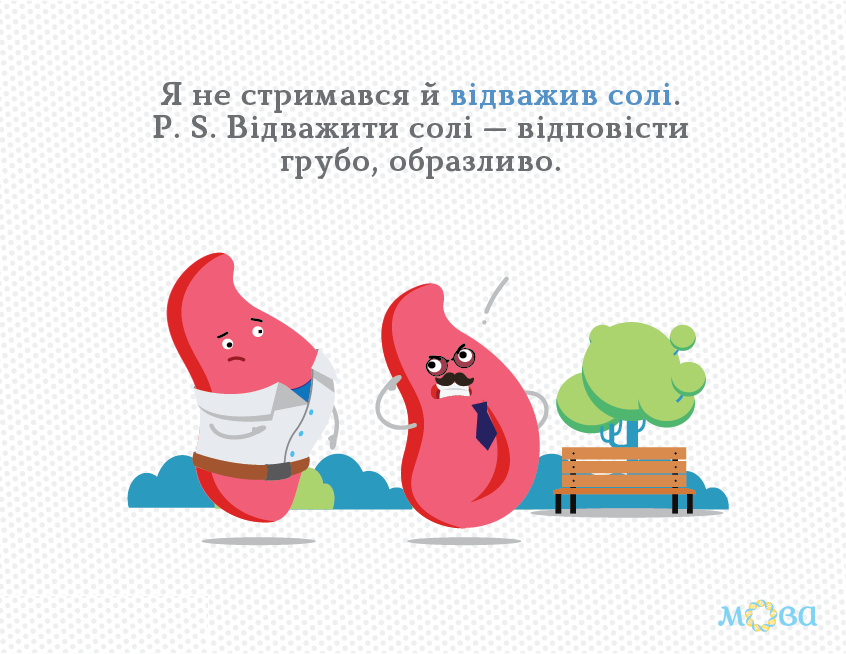 Я не стримався й відважив солі.
P. S. Відважити солі — відповісти
грубо, образливо.
мова